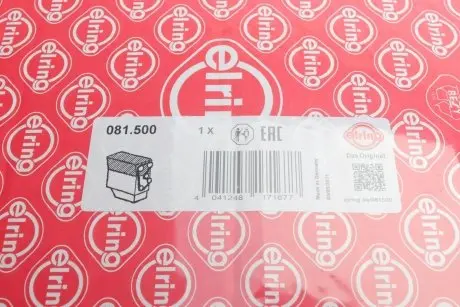 elring
081.500
1 X
EAC
elring
Das Original
Made in Germany
4 041248 171677